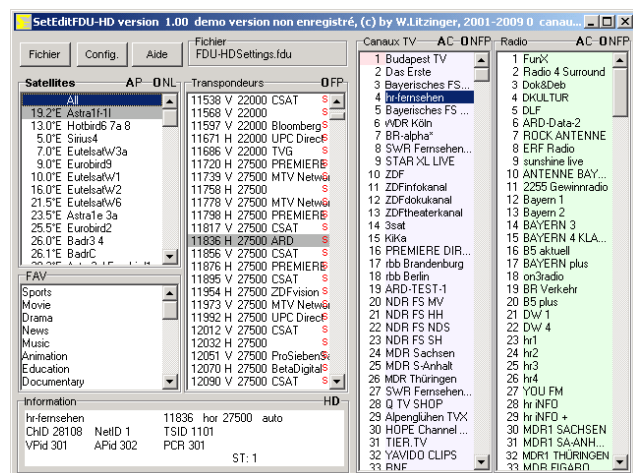 SetEditFDU-HD version 1.00 demo version non enregistré, (c) by W.Litzinger, 2001-2009 0 canau...
Fichier
Config.
Aide
Fichier
FDU-HDSettings.fdu
Satellites AP ONL
All
19.2°E Astra1f-1l
13.0°E Hotbird6 7a 8
5.0°E Sirius4
7.0°E EutelsatW3a
9.0°E Eurobird9
10.0°E EutelsatW1
16.0°E EutelsatW2
21.5°E EutelsatW6
23.5°E Astra1e 3a
25.5°E Eurobird2
26.0°E Badr3 4
26.1°E BadrC
FAV
Sports
Movie
Drama
News
Music
Animation
Education
Documentary
Transpondeurs OFP
11538 V 22000 CSAT S
11568 V 22000 S
11597 V 22000 Bloomberg S
11671 H 22000 UPC Direct S
11686 V 22000 TVG S
11720 H 27500 PREMIERE S
11739 V 27500 MTV Networ S
11758 H 27500 S
11778 V 27500 MTV Networ S
11798 H 27500 PREMIERE S
11817 V 27500 CSAT S
11836 H 27500 ARD S
11856 V 27500 CSAT S
11876 H 27500 PREMIERE S
11895 V 27500 CSAT S
11954 H 27500 ZDFvision S
11973 V 27500 MTV Networ S
11992 H 27500 UPC Direct S
12012 V 27500 CSAT S
12032 H 27500 S
12051 V 27500 ProSiebenSa S
12070 H 27500 BetaDigital S
12090 V 27500 CSAT S
Information HD
hr-fernsehen 11836 hor 27500 auto
ChID 28108 NetID 1 TSID 1101
VPid 301 APid 302 PCR 301
ST: 1
Canaux TV AC ONFP
1 Budapest TV
2 Das Erste
3 Bayerisches FS...
4 hr-fernsehen
5 Bayerisches FS ...
6 WDR Köln
7 BR-alpha*
8 SWR Fernsehen...
9 STAR XL LIVE
10 ZDF
11 ZDFinfokanal
12 ZDFdokukanal
13 ZDFtheaterkanal
14 3sat
15 KiKa
16 PREMIERE DIR...
17 rbb Brandenburg
18 rbb Berlin
19 ARD-TEST-1
20 NDR FS MV
21 NDR FS HH
22 NDR FS NDS
23 NDR FS SH
24 MDR Sachsen
25 MDR S-Anhalt
26 MDR Thüringen
27 SWR Fernsehen...
28 Q TV SHOP
29 Alpenglühen TVX
30 HOPE Channel ...
31 TIER.TV
32 YAVIDO CLIPS
33 RNF
Radio AC ONFP
1 FunX
2 Radio 4 Surround
3 Dok&Deb
4 DKULTUR
5 DLF
6 ARD-Data-2
7 ROCK ANTENNE
8 ERF Radio
9 sunshine live
10 ANTENNE BAY...
11 2255 Gewinnradio
12 Bayern 1
13 Bayern 2
14 BAYERN 3
15 BAYERN 4 KLA...
16 B5 aktuell
17 BAYERN plus
18 on3radio
19 BR Verkehr
20 B5 plus
21 DW 1
22 DW 4
23 hr1
24 hr2
25 hr3
26 hr4
27 YOU FM
28 hr iNFO
29 hr iNFO +
30 MDR1 SACHSEN
31 MDR1 SA-ANH...
32 MDR1 THÜRINGEN
33 MDR FIGARO